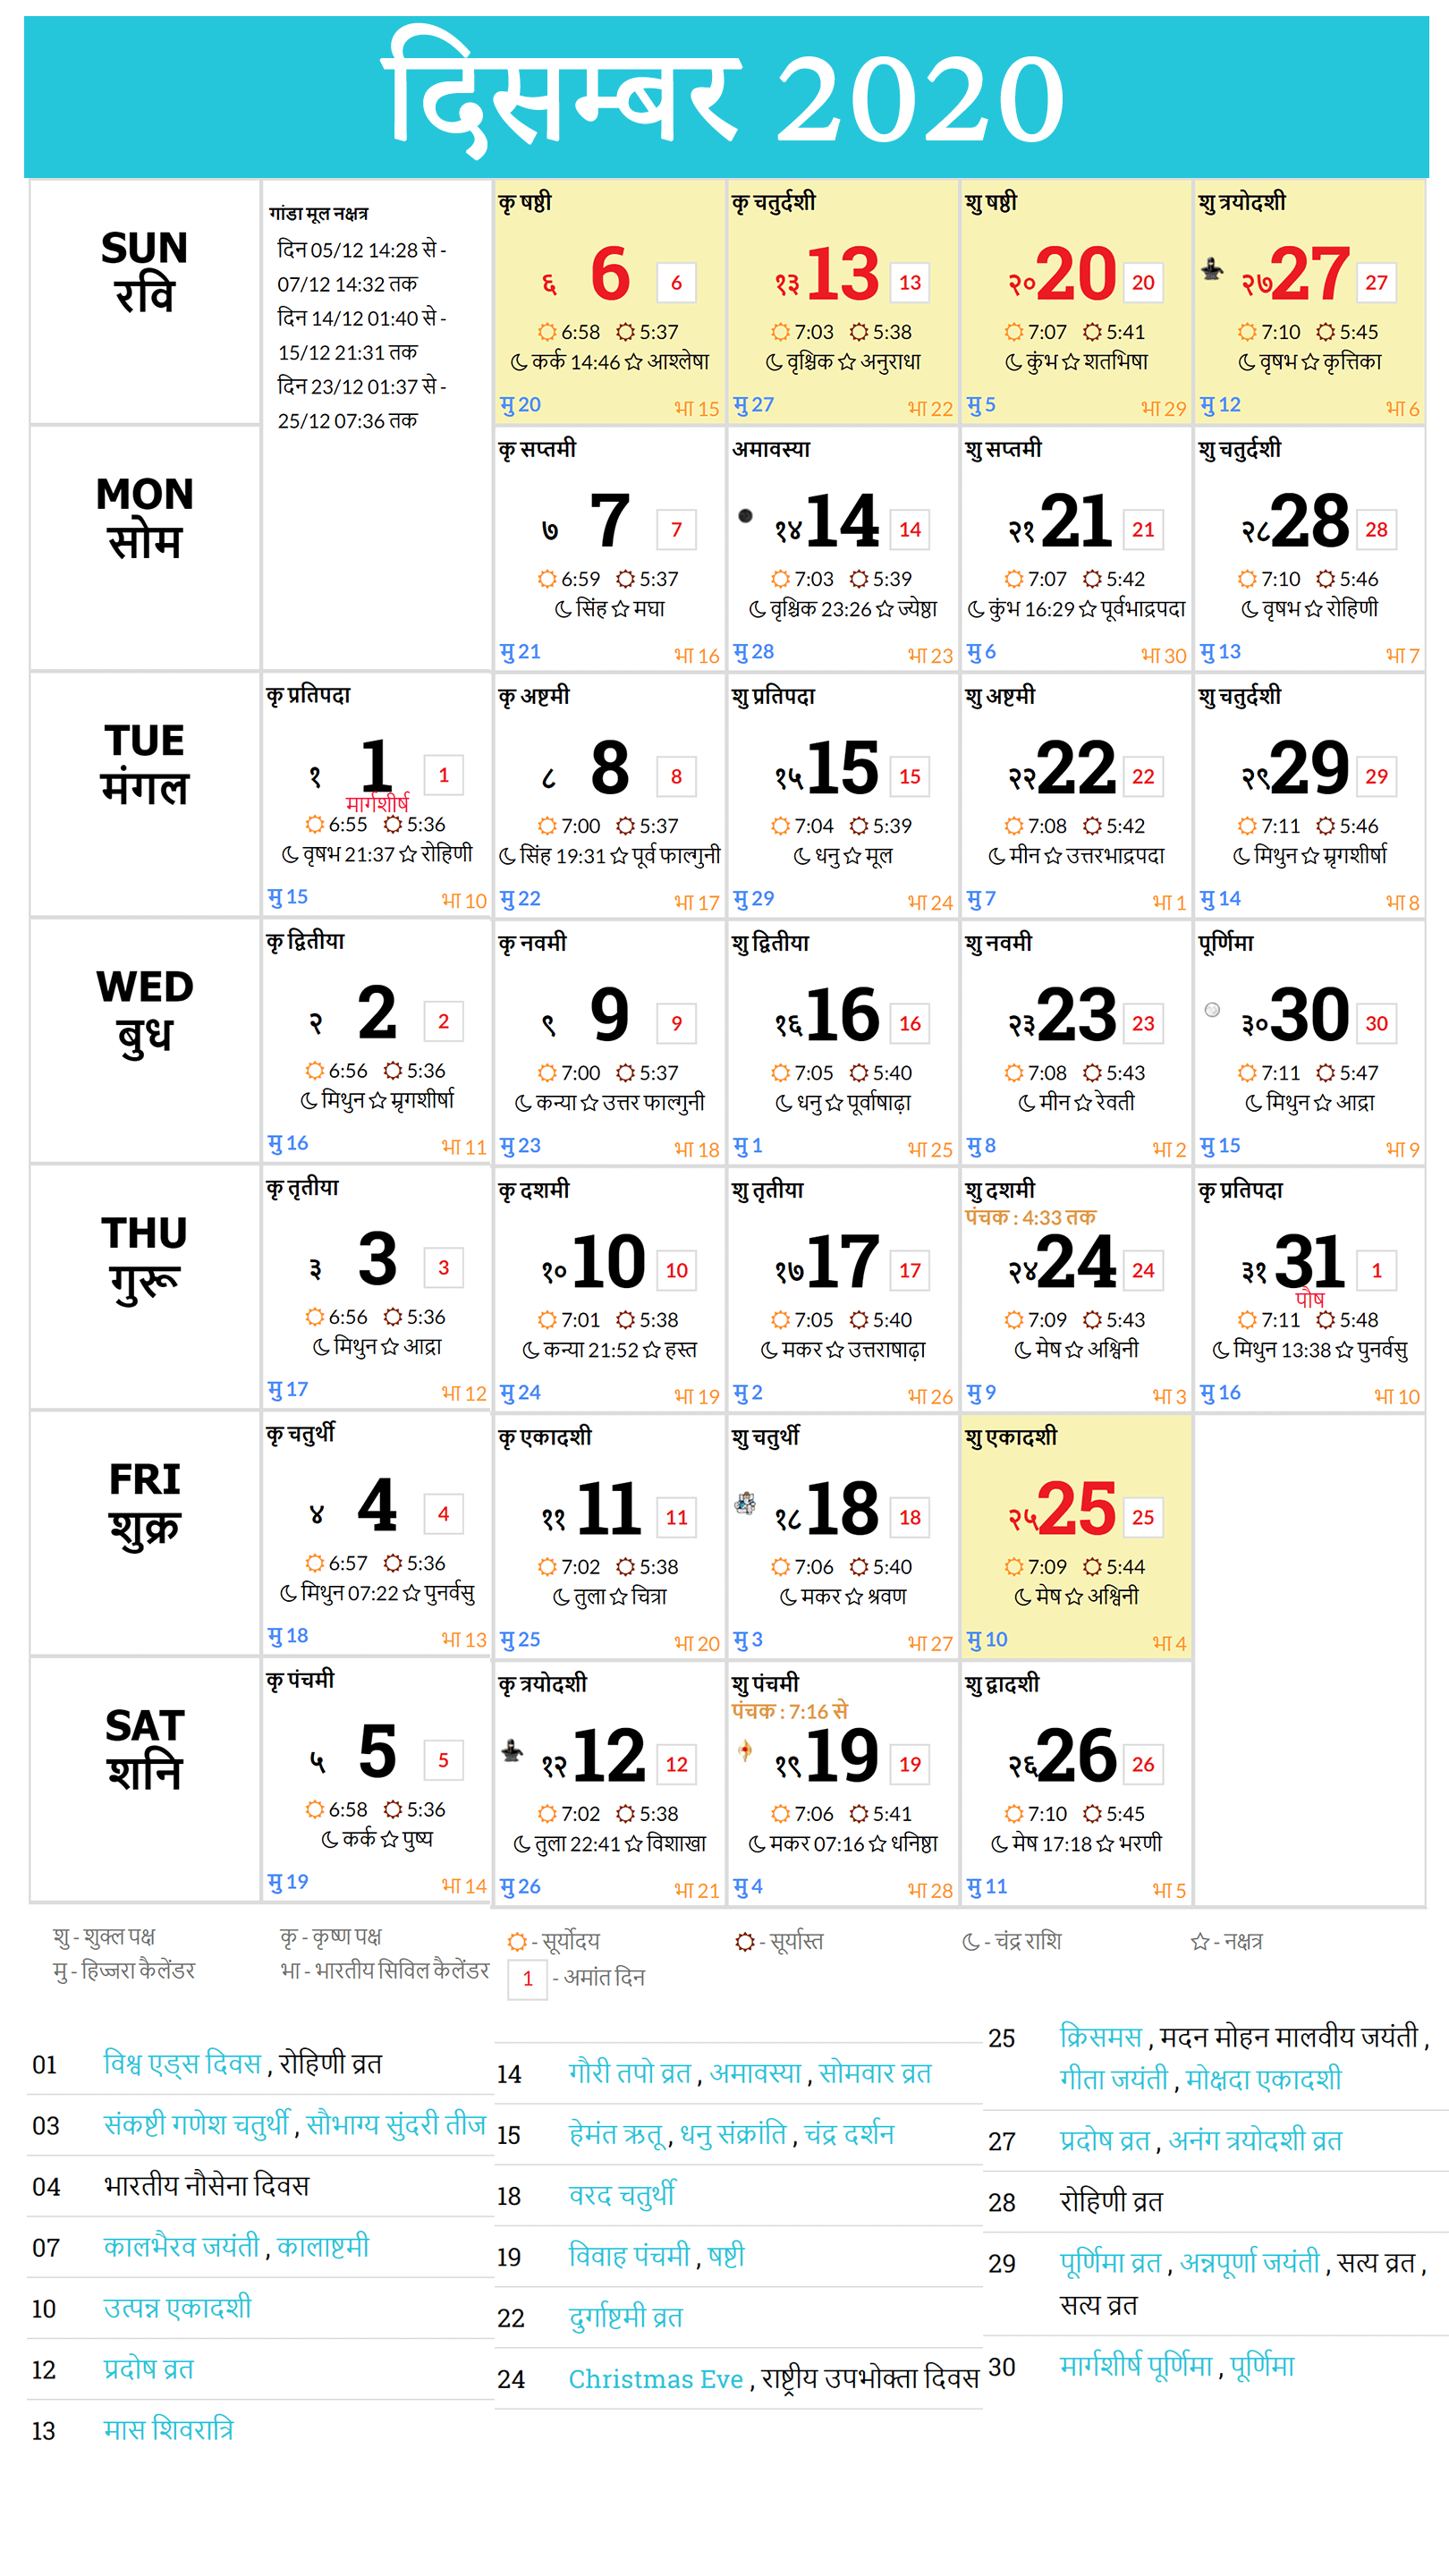 दिसम्बर 2020
SUN
रवि
गांडा मूल नक्षत्र
दिन 05/12 14:28 से -
07/12 14:32 तक
दिन 14/12 01:40 से -
15/12 21:31 तक
दिन 23/12 01:37 से -
25/12 07:36 तक
कृ षष्ठी
६ 6 6
6:58 5:37
कर्क 14:46 आश्लेषा
मु 20 भा 15
कृ चतुर्दशी
१३ 13 13
7:03 5:38
वृश्चिक अनुराधा
मु 27 भा 22
शु षष्ठी
२० 20 20
7:07 5:41
कुंभ शतभिषा
मु 5 भा 29
शु त्रयोदशी
२७ 27 27
7:10 5:45
वृषभ कृत्तिका
मु 12 भा 6
MON
सोम
कृ सप्तमी
७ 7 7
6:59 5:37
सिंह मघा
मु 21 भा 16
अमावस्या
१४ 14 14
7:03 5:39
वृश्चिक 23:26 ज्येष्ठा
मु 28 भा 23
शु सप्तमी
२१ 21 21
7:07 5:42
कुंभ 16:29 पूर्वभाद्रपदा
मु 6 भा 30
शु चतुर्दशी
२८ 28 28
7:10 5:46
वृषभ रोहिणी
मु 13 भा 7
TUE
मंगल
कृ प्रतिपदा
१ 1 1
मार्गशीर्ष
6:55 5:36
वृषभ 21:37 रोहिणी
मु 15 भा 10
कृ अष्टमी
८ 8 8
7:00 5:37
सिंह 19:31 पूर्व फाल्गुनी
मु 22 भा 17
शु प्रतिपदा
१५ 15 15
7:04 5:39
धनु मूल
मु 29 भा 24
शु अष्टमी
२२ 22 22
7:08 5:42
मीन उत्तरभाद्रपदा
मु 7 भा 1
शु चतुर्दशी
२९ 29 29
7:11 5:46
मिथुन म्रृगशीर्षा
मु 14 भा 8
WED
बुध
कृ द्वितीया
२ 2 2
6:56 5:36
मिथुन म्रृगशीर्षा
मु 16 भा 11
कृ नवमी
९ 9 9
7:00 5:37
कन्या उत्तर फाल्गुनी
मु 23 भा 18
शु द्वितीया
१६ 16 16
7:05 5:40
धनु पूर्वाषाढ़ा
मु 1 भा 25
शु नवमी
२३ 23 23
7:08 5:43
मीन रेवती
मु 8 भा 2
पूर्णिमा
३० 30 30
7:11 5:47
मिथुन आद्रा
मु 15 भा 9
THU
गुरू
कृ तृतीया
३ 3 3
6:56 5:36
मिथुन आद्रा
मु 17 भा 12
कृ दशमी
१० 10 10
7:01 5:38
कन्या 21:52 हस्त
मु 24 भा 19
शु तृतीया
१७ 17 17
7:05 5:40
मकर उत्तराषाढ़ा
मु 2 भा 26
शु दशमी
पंचक : 4:33 तक
२४ 24 24
7:09 5:43
मेष अश्विनी
मु 9 भा 3
कृ प्रतिपदा
३१ 31 1
पौष
7:11 5:48
मिथुन 13:38 पुनर्वसु
मु 16 भा 10
FRI
शुक्र
कृ चतुर्थी
४ 4 4
6:57 5:36
मिथुन 07:22 पुनर्वसु
मु 18 भा 13
कृ एकादशी
११ 11 11
7:02 5:38
तुला चित्रा
मु 25 भा 20
शु चतुर्थी
१८ 18 18
7:06 5:40
मकर श्रवण
मु 3 भा 27
शु एकादशी
२५ 25 25
7:09 5:44
मेष अश्विनी
मु 10 भा 4
SAT
शनि
कृ पंचमी
५ 5 5
6:58 5:36
कर्क पुष्य
मु 19 भा 14
कृ त्रयोदशी
१२ 12 12
7:02 5:38
तुला 22:41 विशाखा
मु 26 भा 21
शु पंचमी
पंचक : 7:16 से
१९ 19 19
7:06 5:41
मकर 07:16 धनिष्ठा
मु 4 भा 28
शु द्वादशी
२६ 26 26
7:10 5:45
मेष 17:18 भरणी
मु 11 भा 5
शु - शुक्ल पक्ष कृ - कृष्ण पक्ष - सूर्योदय - सूर्यास्त - चंद्र राशि - नक्षत्र
मु - हिज्जरा कैलेंडर भा - भारतीय सिविल कैलेंडर 1 - अमांत दिन
01 विश्व एड्स दिवस , रोहिणी व्रत
03 संकष्टी गणेश चतुर्थी , सौभाग्य सुंदरी तीज
04 भारतीय नौसेना दिवस
07 कालभैरव जयंती , कालाष्टमी
10 उत्पन्न एकादशी
12 प्रदोष व्रत
13 मास शिवरात्रि
14 गौरी तपो व्रत , अमावस्या , सोमवार व्रत
15 हेमंत ऋतू , धनु संक्रांति , चंद्र दर्शन
18 वरद चतुर्थी
19 विवाह पंचमी , षष्टी
22 दुर्गाष्टमी व्रत
24 Christmas Eve , राष्ट्रीय उपभोक्ता दिवस
25 क्रिसमस , मदन मोहन मालवीय जयंती ,
गीता जयंती , मोक्षदा एकादशी
27 प्रदोष व्रत , अनंग त्रयोदशी व्रत
28 रोहिणी व्रत
29 पूर्णिमा व्रत , अन्नपूर्णा जयंती , सत्य व्रत ,
सत्य व्रत
30 मार्गशीर्ष पूर्णिमा , पूर्णिमा